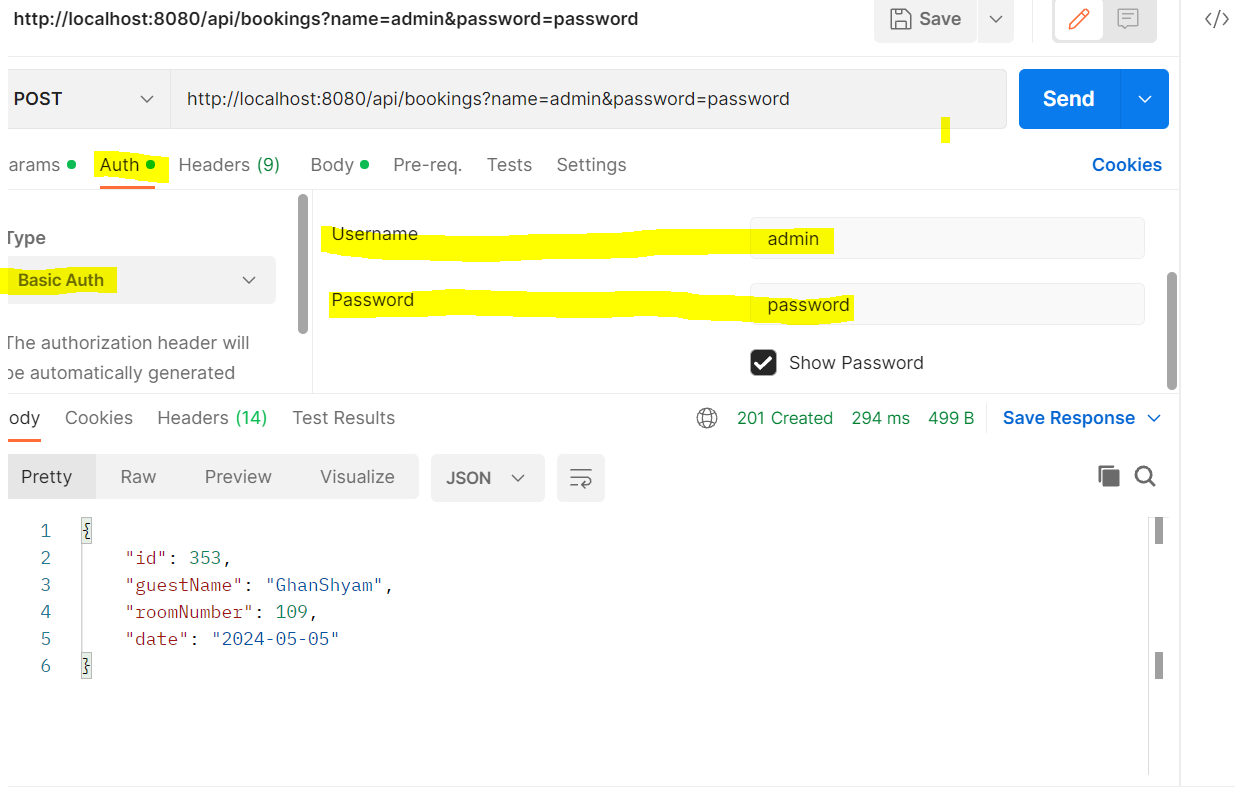 http://localhost:8080/api/bookings?name=admin&password=password
Save
</>
POST
http://localhost:8080/api/bookings?name=admin&password=password
Send
arams Auth Headers (9) Body Pre-req. Tests Settings Cookies
Type
Basic Auth
The authorization header will
be automatically generated
Username admin
Password password
Show Password
ody Cookies Headers (14) Test Results 201 Created 294 ms 499 B Save Response
Pretty Raw Preview Visualize JSON
1 {
2 "id": 353,
3 "guestName": "GhanShyam",
4 "roomNumber": 109,
5 "date": "2024-05-05"
6 }